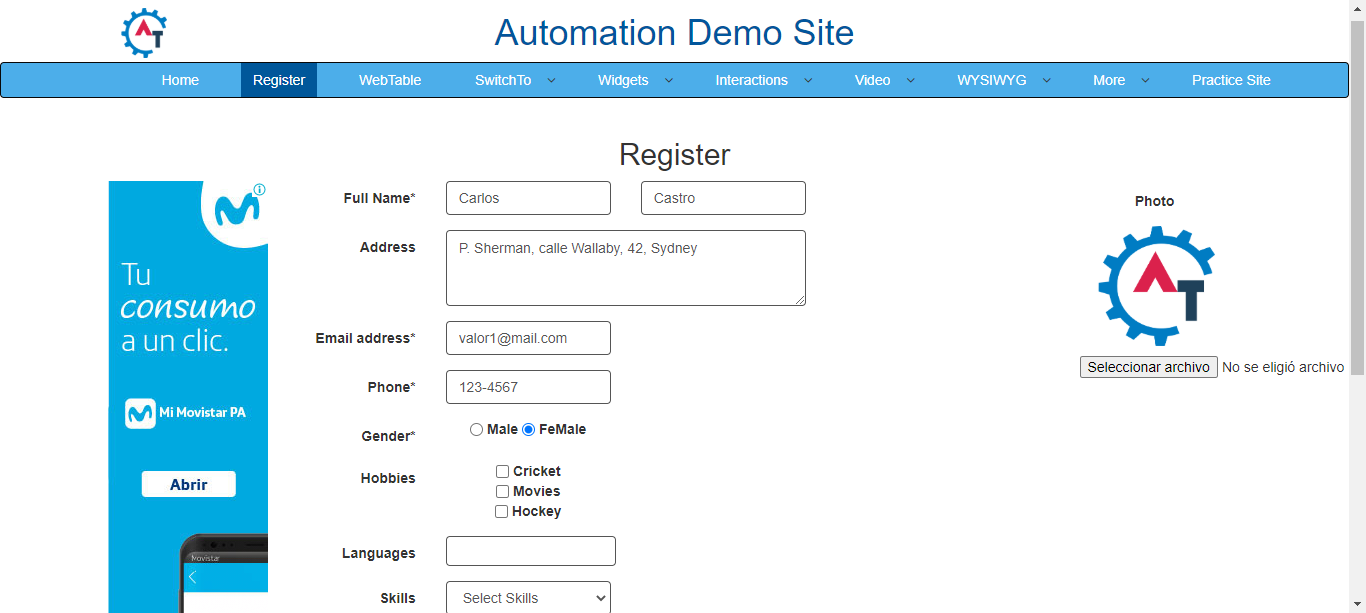 Automation Demo Site
Home Register WebTable SwitchTo Widgets Interactions Video WYSIWYG More Practice Site
Register
Full Name* Carlos Castro
Address P. Sherman, calle Wallaby, 42, Sydney
Email address* valor1@mail.com
Phone* 123-4567
Gender* Male FeMale
Hobbies Cricket
Movies
Hockey
Languages
Skills Select Skills
Photo
AT
Seleccionar archivo No se eligió archivo
Tu
consumo
a un clic.
Mi Movistar PA
Abrir
Movistar